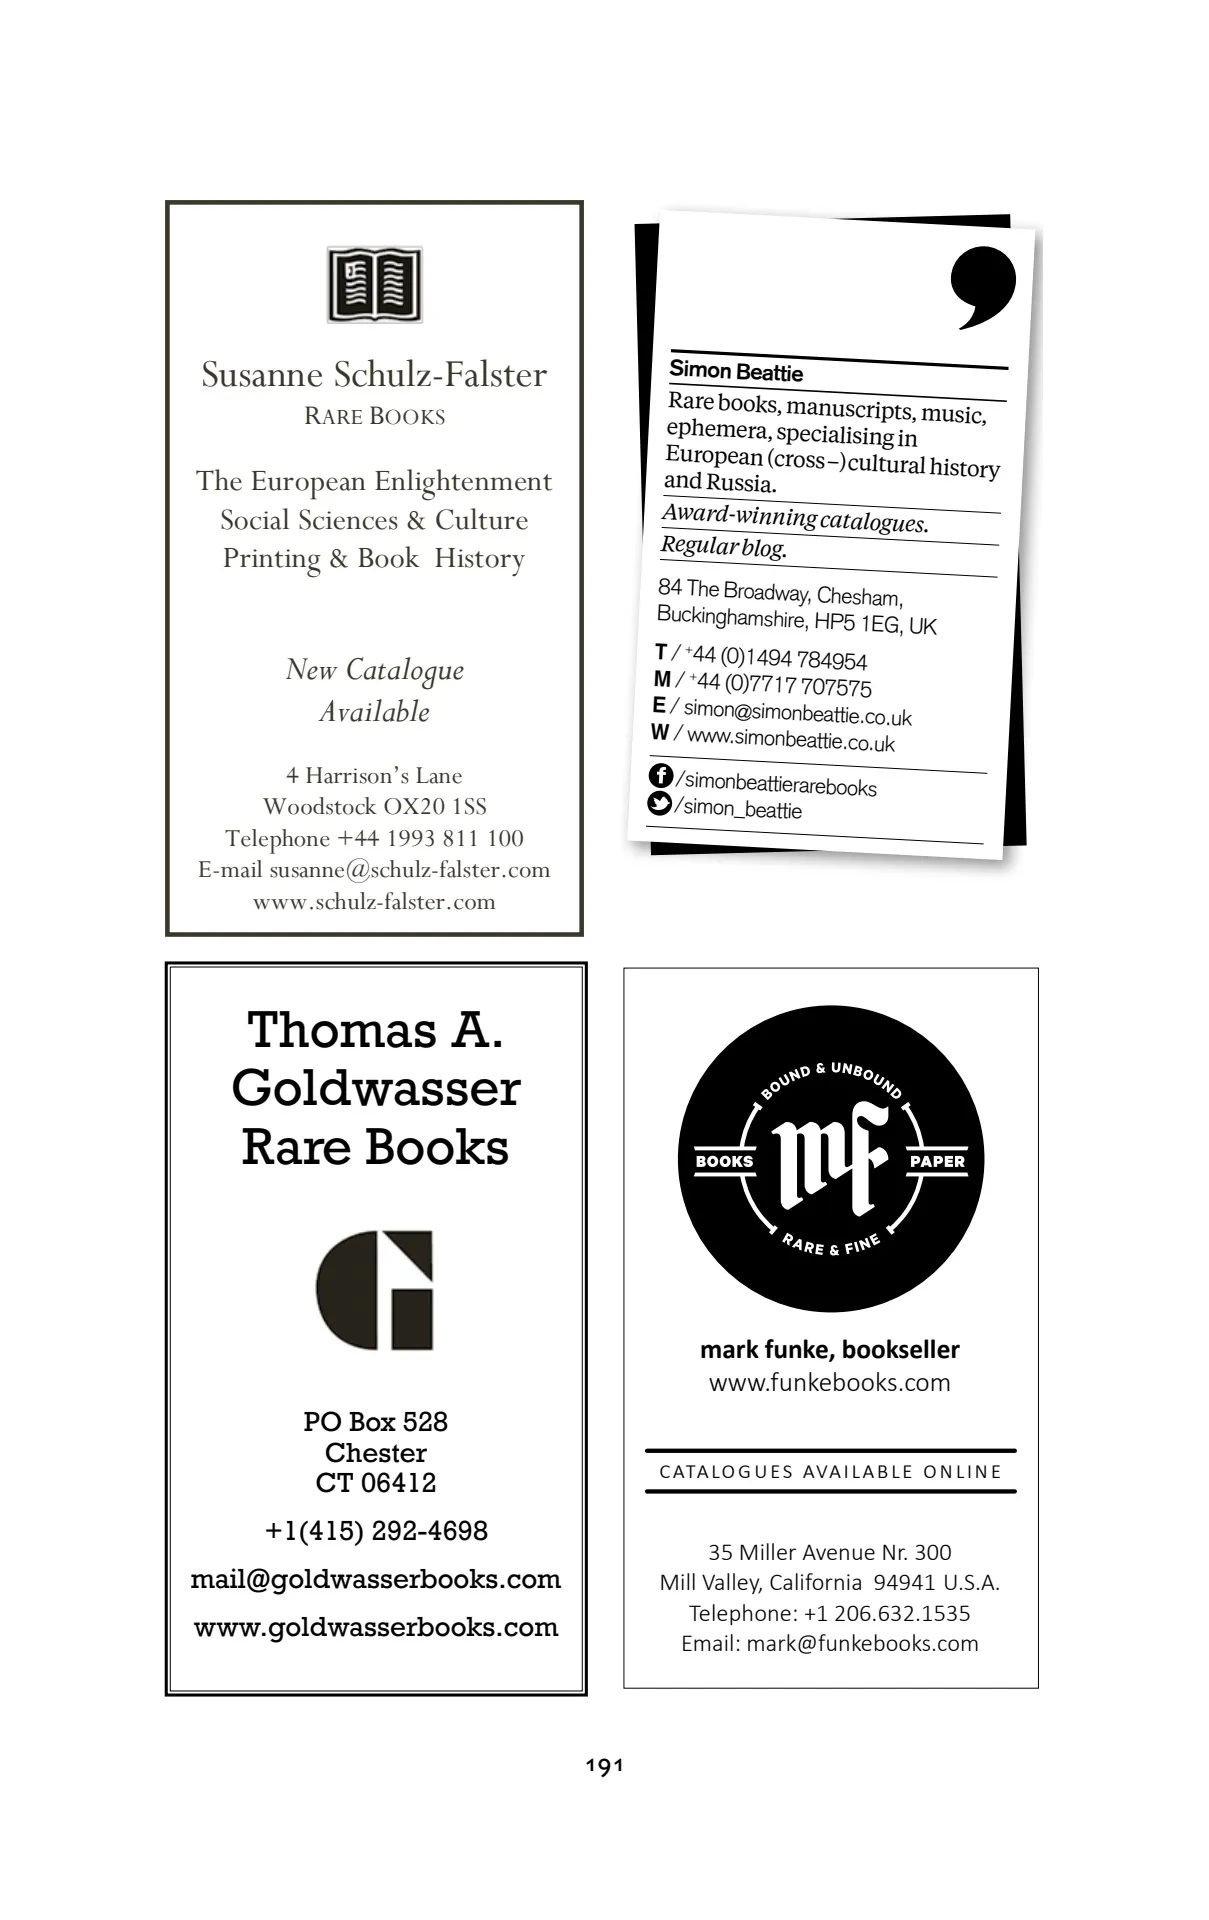 Susanne Schulz-Falster
RARE BOOKS
The European Enlightenment
Social Sciences & Culture
Printing & Book History
New Catalogue
Available
4 Harrison's Lane
Woodstock OX20 1SS
Telephone +44 1993 811 100
E-mail susanne@schulz-falster.com
www.schulz-falster.com
Simon Beattie
Rare books, manuscripts, music,
ephemera, specialising in
European (cross–)cultural history
and Russia.
Award-winning catalogues.
Regular blog.
84 The Broadway, Chesham,
Buckinghamshire, HP5 1EG, UK
T / +44 (0)1494 784954
M / +44 (0)7717 707575
E / simon@simonbeattie.co.uk
W / www.simonbeattie.co.uk
/simonbeattierarebooks
/simon_beattie
Thomas A.
Goldwasser
Rare Books
G
PO Box 528
Chester
CT 06412
+1(415) 292-4698
mail@goldwasserbooks.com
www.goldwasserbooks.com
BOUND & UNBOUND
BOOKS mf PAPER
RARE & FINE
mark funke, bookseller
www.funkebooks.com
CATALOGUES AVAILABLE ONLINE
35 Miller Avenue Nr. 300
Mill Valley, California 94941 U.S.A.
Telephone: +1 206.632.1535
Email: mark@funkebooks.com
191